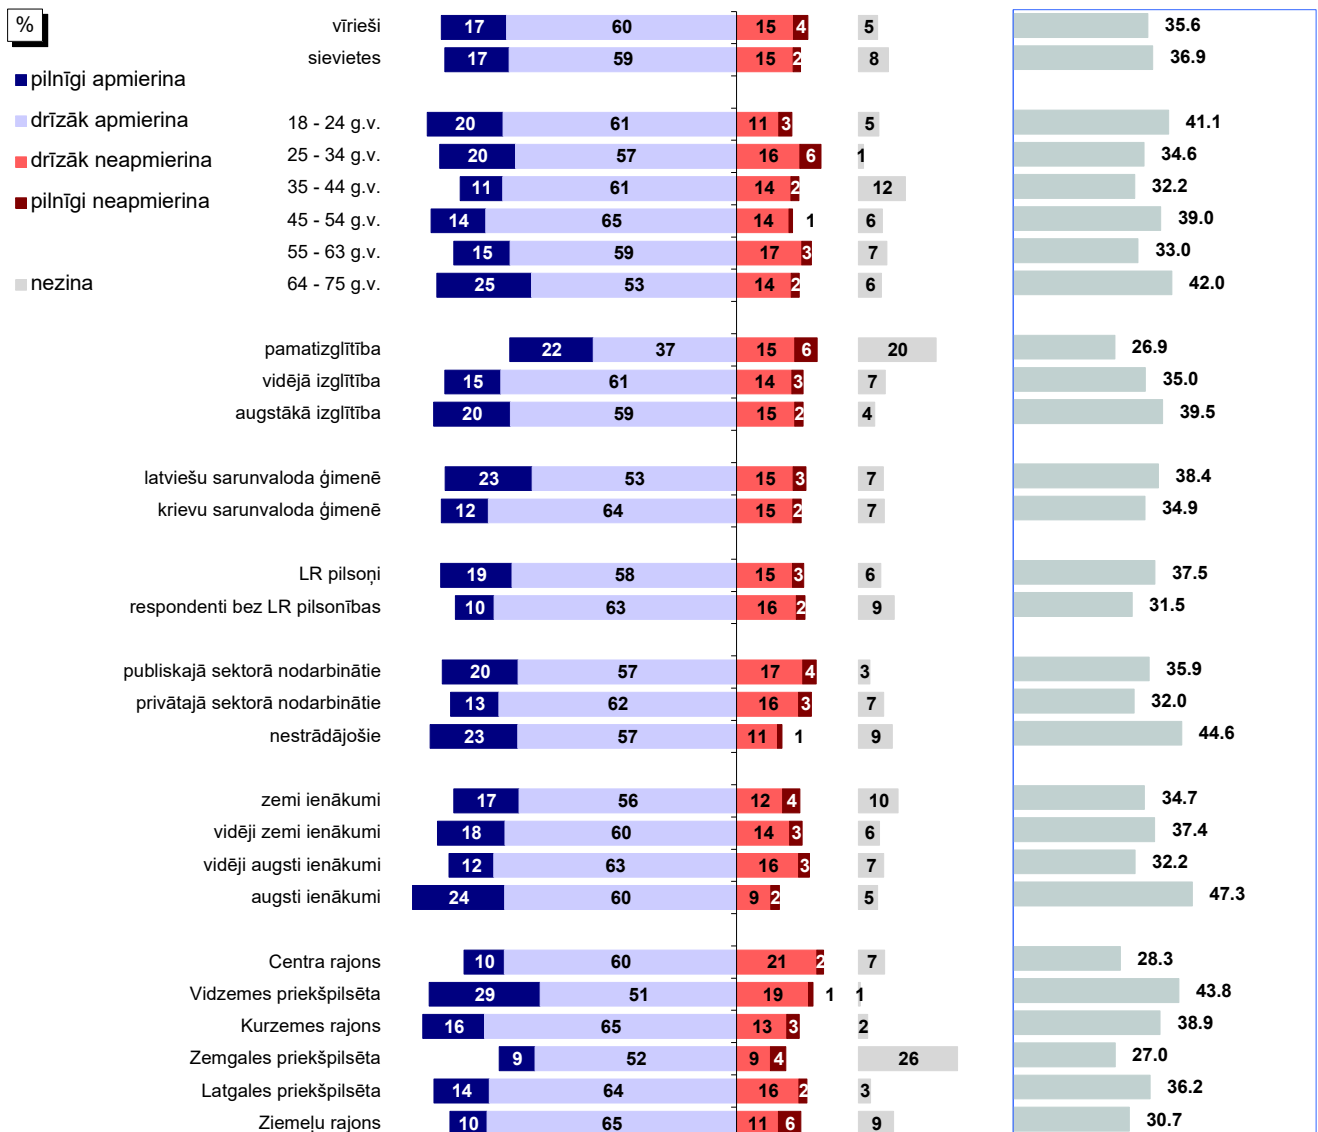 %
pilnīgi apmierina
drīzāk apmierina
drīzāk neapmierina
pilnīgi neapmierina
nezina
vīrieši 17 60 15 4 5 35.6
sievietes 17 59 15 2 8 36.9
18 - 24 g.v. 20 61 11 3 5 41.1
25 - 34 g.v. 20 57 16 6 1 34.6
35 - 44 g.v. 11 61 14 2 12 32.2
45 - 54 g.v. 14 65 14 1 6 39.0
55 - 63 g.v. 15 59 17 3 7 33.0
64 - 75 g.v. 25 53 14 2 6 42.0
pamatizglītība 22 37 15 6 20 26.9
vidējā izglītība 15 61 14 3 7 35.0
augstākā izglītība 20 59 15 2 4 39.5
latviešu sarunvaloda ģimenē 23 53 15 3 7 38.4
krievu sarunvaloda ģimenē 12 64 15 2 7 34.9
LR pilsoņi 19 58 15 3 6 37.5
respondenti bez LR pilsonības 10 63 16 2 9 31.5
publiskajā sektorā nodarbinātie 20 57 17 4 3 35.9
privātajā sektorā nodarbinātie 13 62 16 3 7 32.0
nestrādājošie 23 57 11 1 9 44.6
zemi ienākumi 17 56 12 4 10 34.7
vidēji zemi ienākumi 18 60 14 3 6 37.4
vidēji augsti ienākumi 12 63 16 3 7 32.2
augsti ienākumi 24 60 9 2 5 47.3
Centra rajons 10 60 21 2 7 28.3
Vidzemes priekšpilsēta 29 51 19 1 1 43.8
Kurzemes rajons 16 65 13 3 2 38.9
Zemgales priekšpilsēta 9 52 9 4 26 27.0
Latgales priekšpilsēta 14 64 16 2 3 36.2
Ziemeļu rajons 10 65 11 6 9 30.7